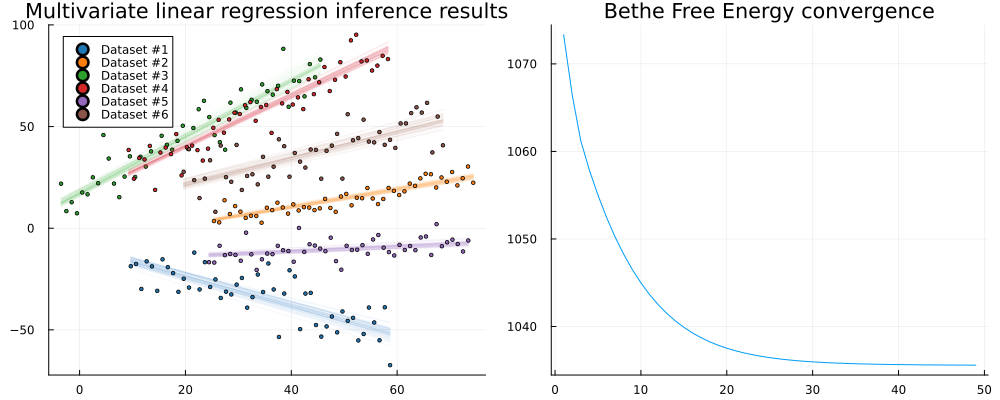 Multivariate linear regression inference results
100
50
0
−50
0
20
40
60
Dataset #1
Dataset #2
Dataset #3
Dataset #4
Dataset #5
Dataset #6
Bethe Free Energy convergence
1070
1060
1050
1040
0
10
20
30
40
50